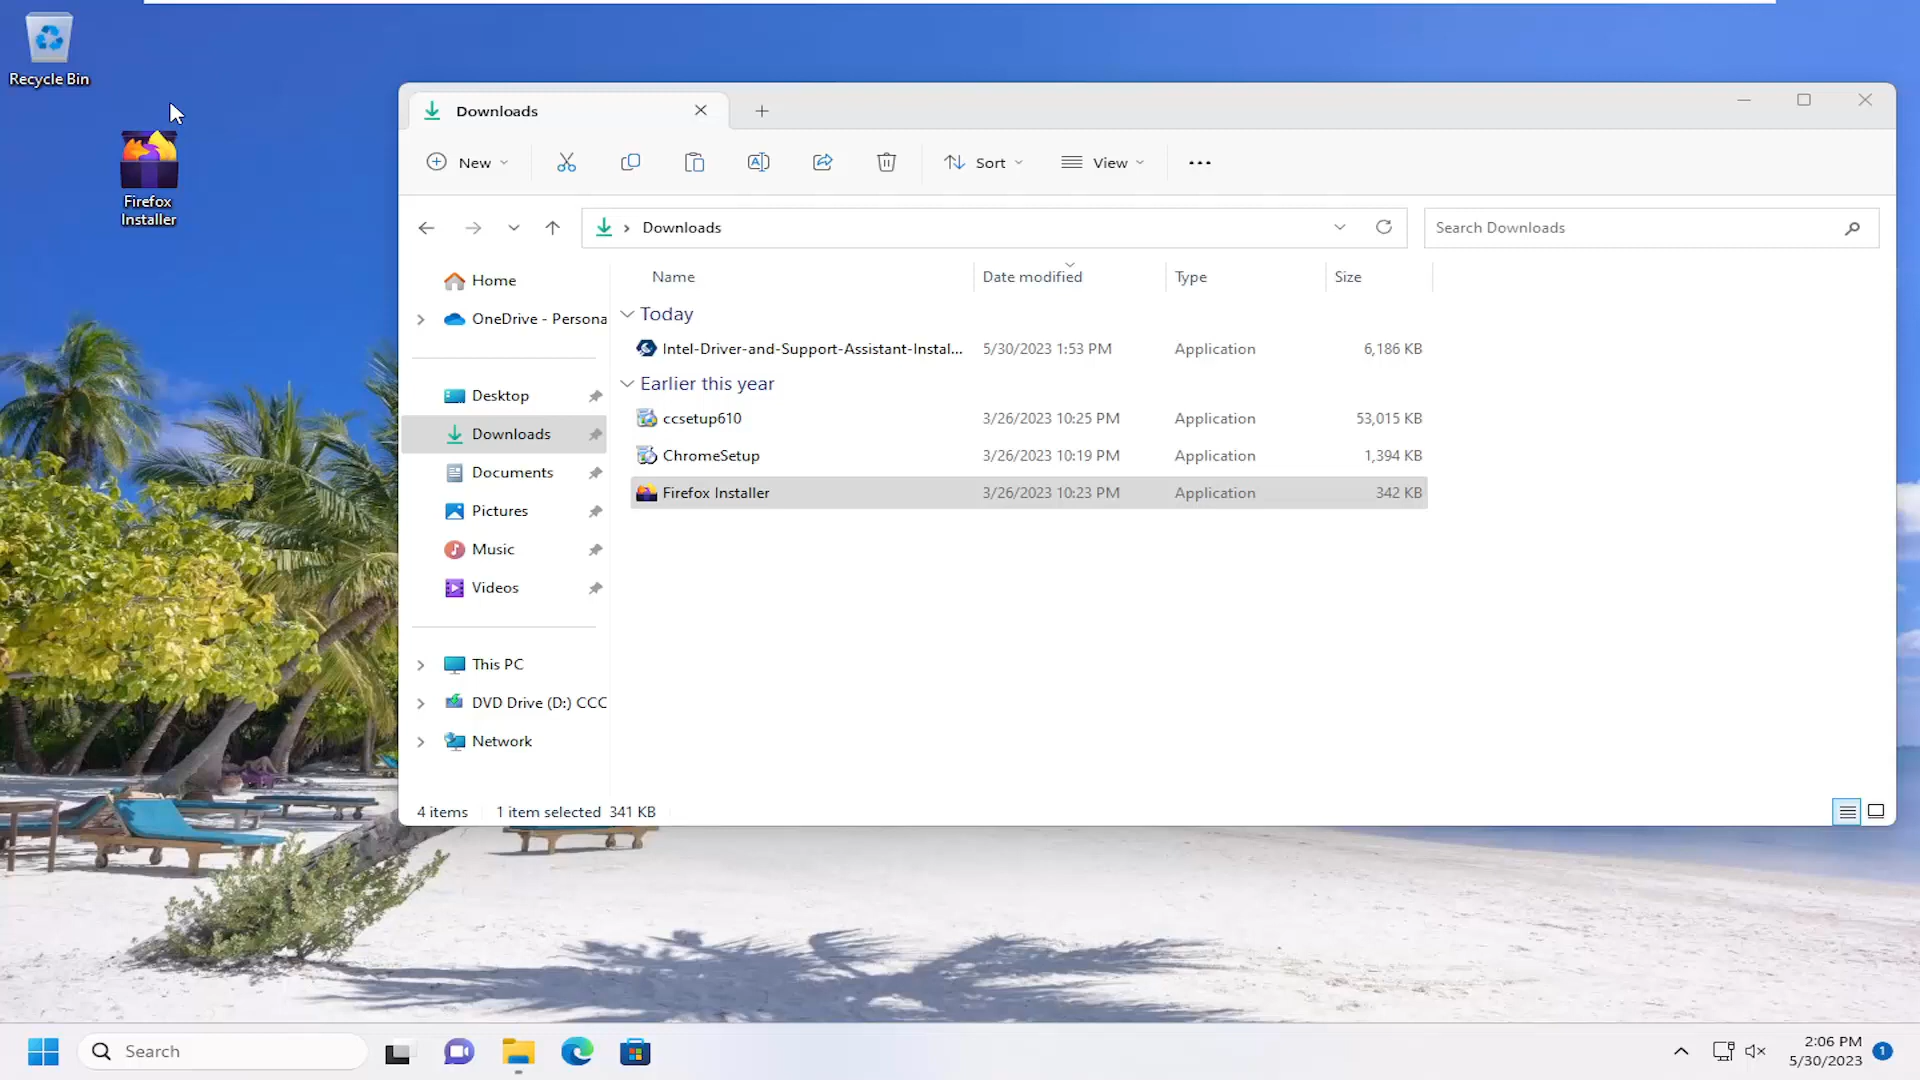 Recycle Bin
Firefox
Installer
Downloads
New
Sort
View
Downloads
Search Downloads
Home
OneDrive - Persona
Desktop
Downloads
Documents
Pictures
Music
Videos
This PC
DVD Drive (D:) CCC
Network
Name Date modified Type Size
Today
Intel-Driver-and-Support-Assistant-Instal... 5/30/2023 1:53 PM Application 6,186 KB
Earlier this year
ccsetup610 3/26/2023 10:25 PM Application 53,015 KB
ChromeSetup 3/26/2023 10:19 PM Application 1,394 KB
Firefox Installer 3/26/2023 10:23 PM Application 342 KB
4 items 1 item selected 341 KB
Search
2:06 PM
5/30/2023
1